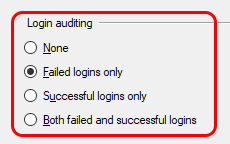 Login auditing
None
Failed logins only
Successful logins only
Both failed and successful logins